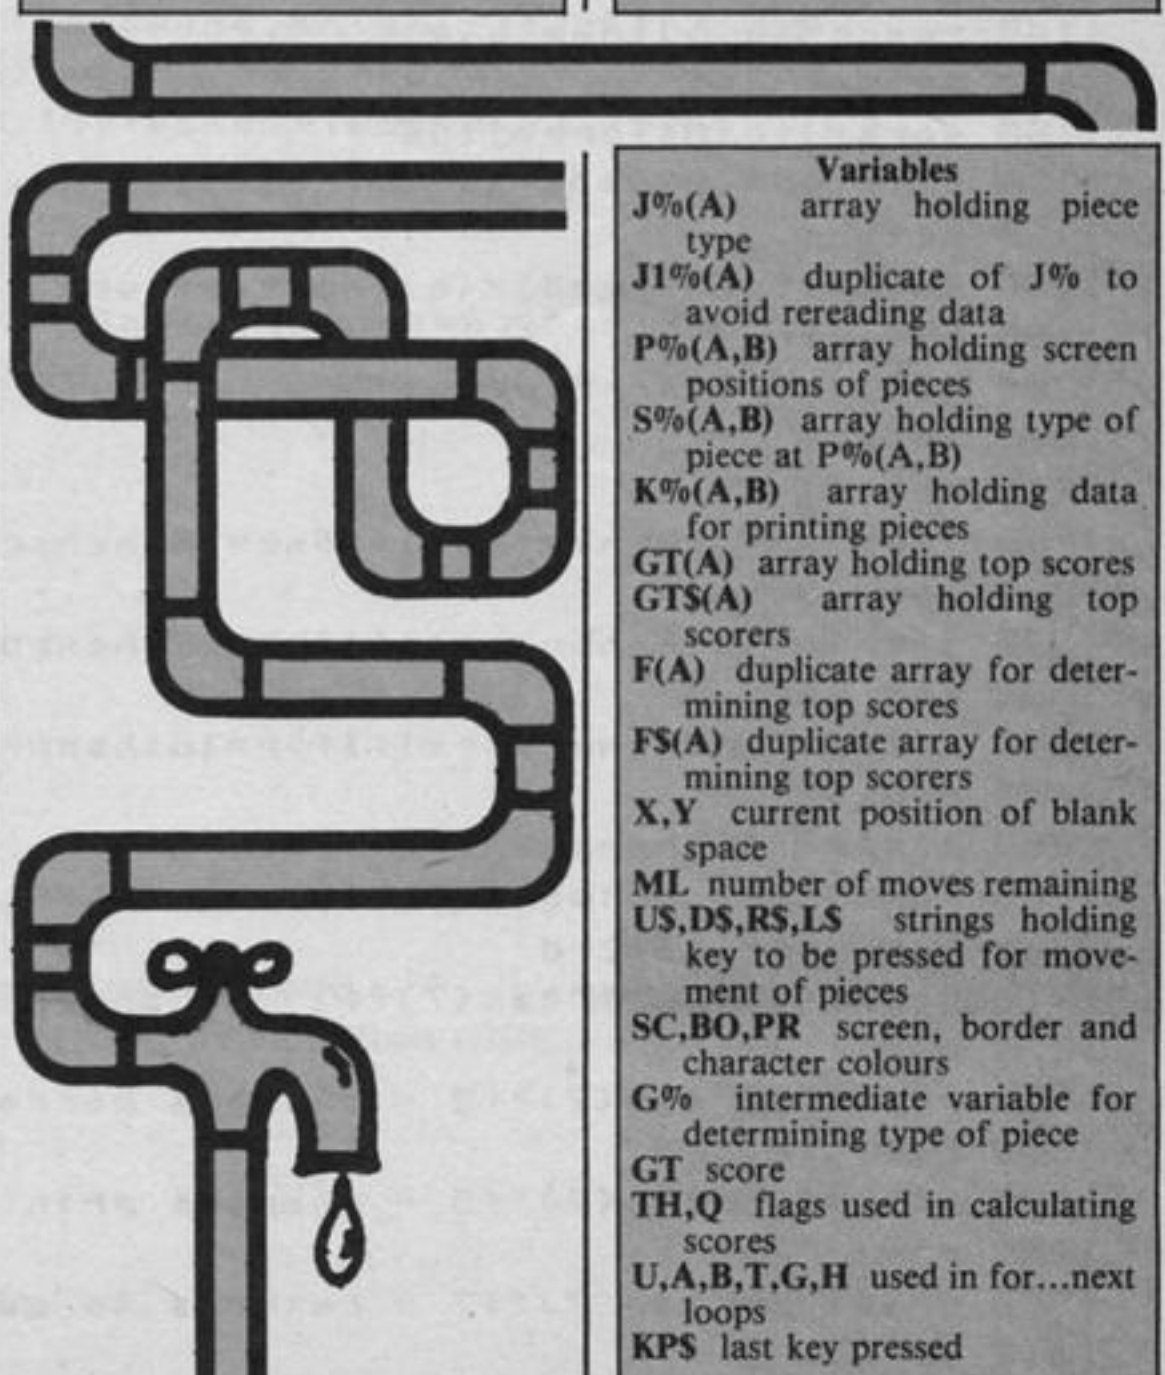 Variables
J%(A) array holding piece
type
J1%(A) duplicate of J% to
avoid rereading data
P%(A,B) array holding screen
positions of pieces
S%(A,B) array holding type of
piece at P%(A,B)
K%(A,B) array holding data
for printing pieces
GT(A) array holding top scores
GT$(A) array holding top
scorers
F(A) duplicate array for deter-
mining top scores
F$(A) duplicate array for deter-
mining top scorers
X,Y current position of blank
space
ML number of moves remaining
U$,D$,R$,L$ strings holding
key to be pressed for move-
ment of pieces
SC,BO,PR screen, border and
character colours
G% intermediate variable for
determining type of piece
GT score
TH,Q flags used in calculating
scores
U,A,B,T,G,H used in for...next
loops
KP$ last key pressed